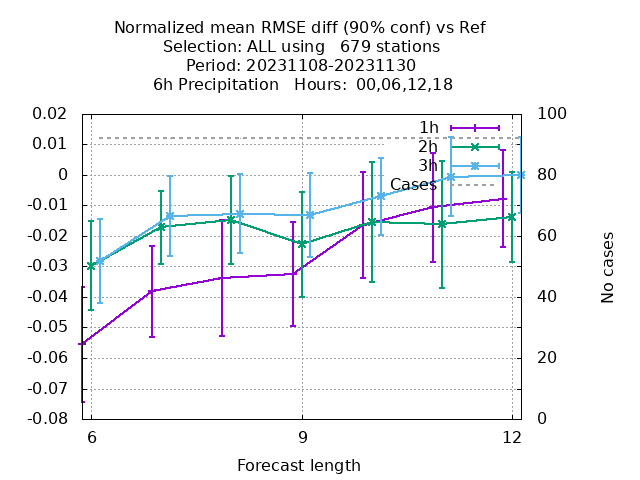 Normalized mean RMSE diff (90% conf) vs Ref
Selection: ALL using   679 stations
Period: 20231108-20231130
6h Precipitation   Hours: 00,06,12,18
0.02
0.01
0
-0.01
-0.02
-0.03
-0.04
-0.05
-0.06
-0.07
-0.08
1h
2h
3h
Cases
100
80
60
40
20
0
No cases
6
9
12
Forecast length